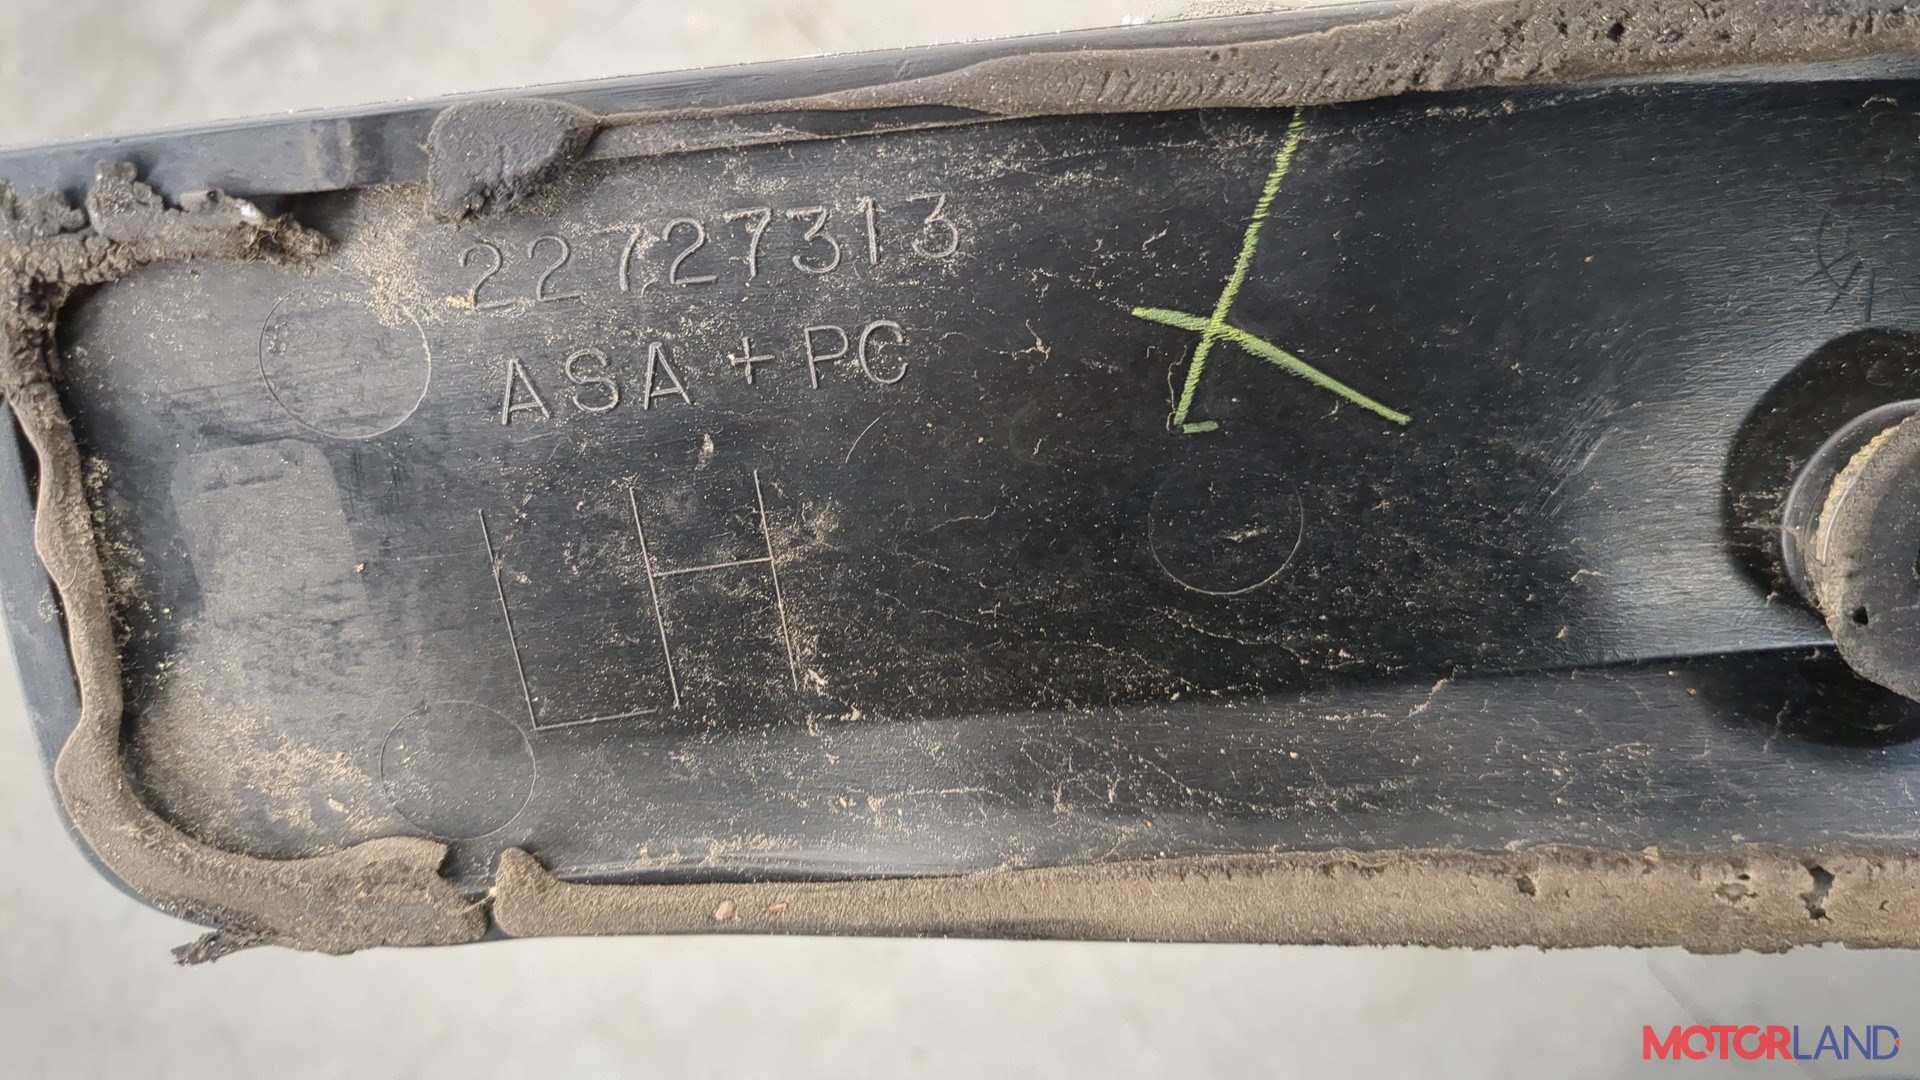 22727313
ASA + PC
LH
MOTORLAND